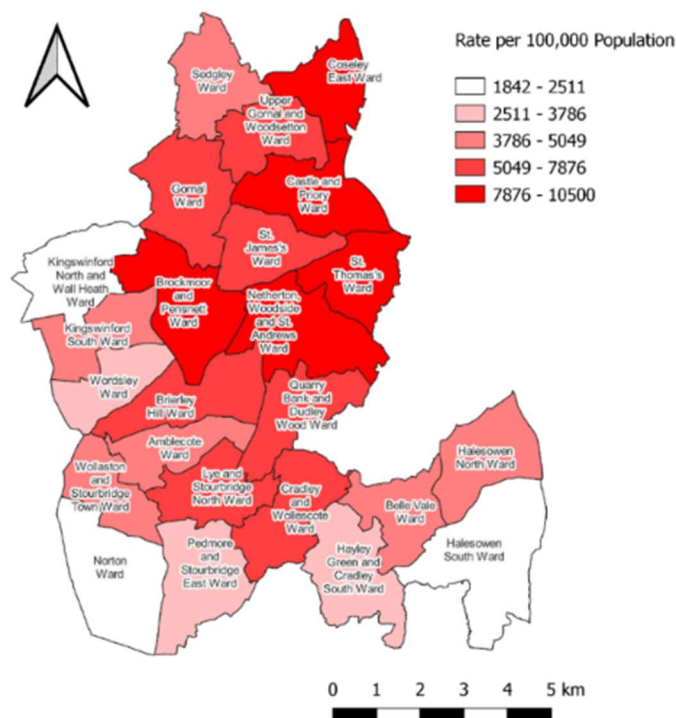 Rate per 100,000 Population
1842 - 2511
2511 - 3786
3786 - 5049
5049 - 7876
7876 - 10500
Sedgley
Ward
Coseley
East Ward
Upper
Gornal and
Woodsetton
Ward
Gornal
Ward
Castle and
Priory
Ward
St.
James's
Ward
St.
Thomas's
Ward
Kingswinford
North and
Wall Heath
Ward
Brockmoor
and
Pensnett
Ward
Netherton,
Woodside
and St.
Andrews
Ward
Kingswinford
South Ward
Wordsley
Ward
Brierley
Hill Ward
Quarry
Bank and
Dudley
Wood Ward
Amblecote
Ward
Wollaston
and
Stourbridge
Town Ward
Lye and
Stourbridge
North Ward
Cradley
and
Wollescote
Ward
Halesowen
North Ward
Belle Vale
Ward
Norton
Ward
Pedmore
and
Stourbridge
East Ward
Hayley
Green and
Cradley
South Ward
Halesowen
South Ward
0 1 2 3 4 5 km